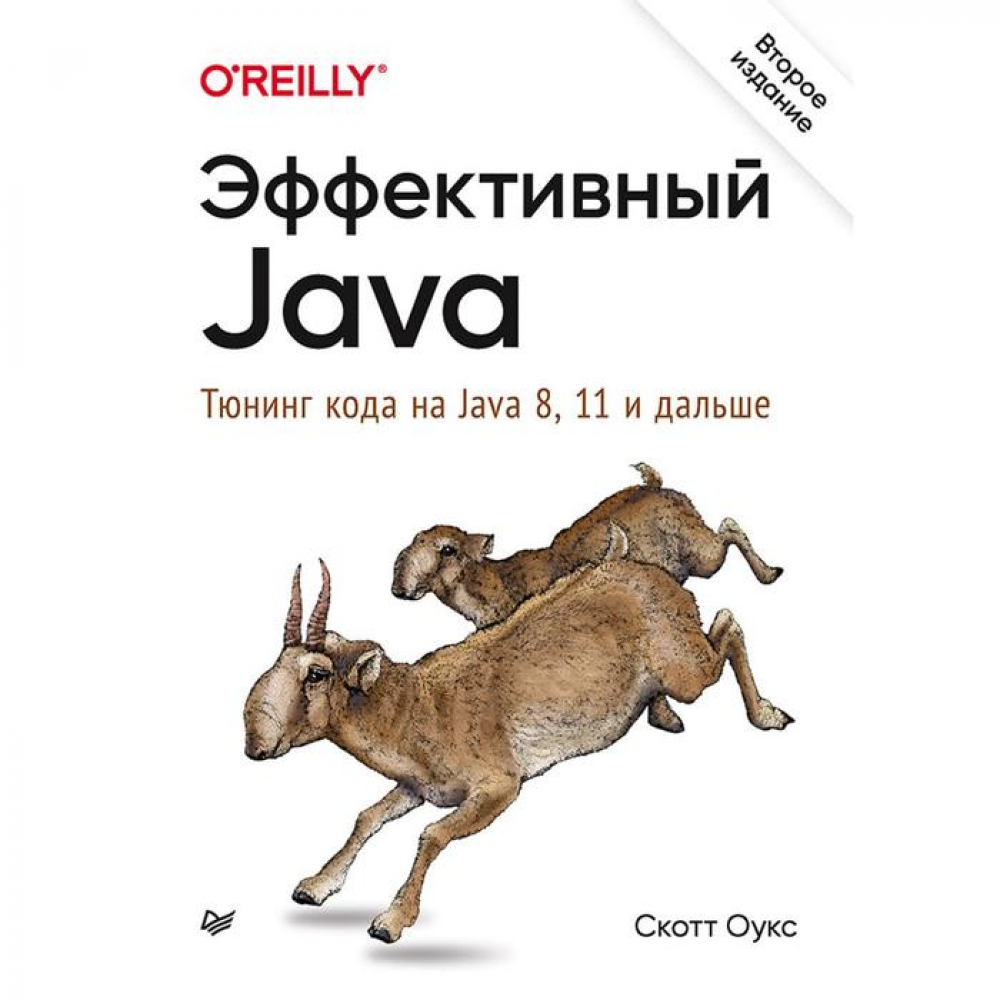 O'REILLY®
Второе
издание
Эффективный
Java
Тюнинг кода на Java 8, 11 и дальше
Скотт Оукс